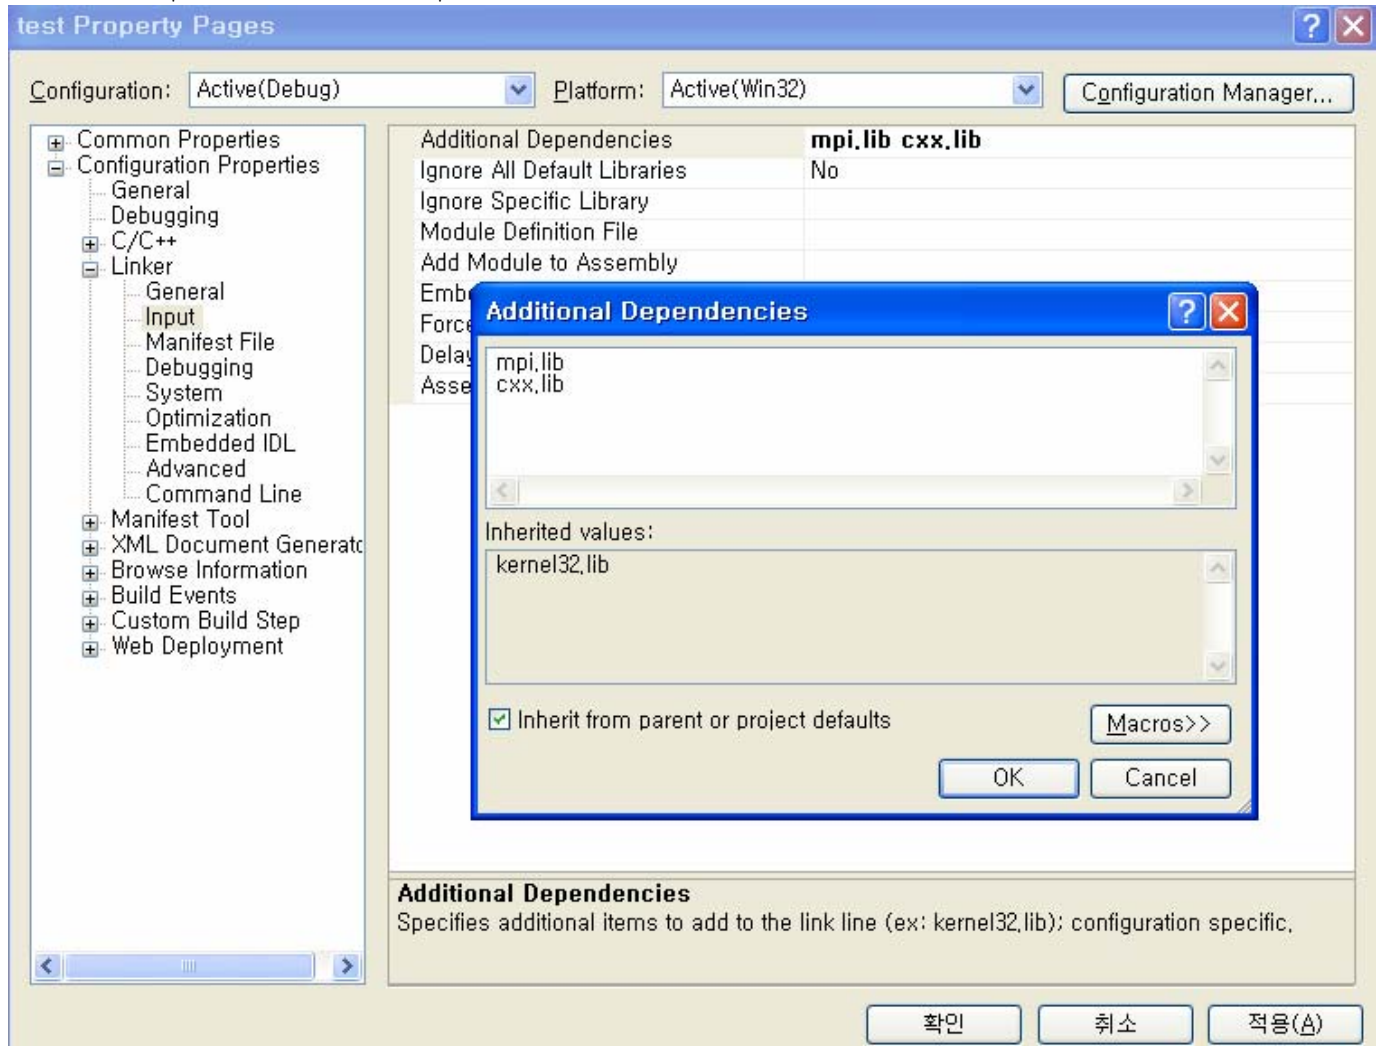 test Property Pages
Configuration: Active(Debug) Platform: Active(Win32) Configuration Manager...
Common Properties
Configuration Properties
General
Debugging
C/C++
Linker
General
Input
Manifest File
Debugging
System
Optimization
Embedded IDL
Advanced
Command Line
Manifest Tool
XML Document Generatc
Browse Information
Build Events
Custom Build Step
Web Deployment
Additional Dependencies mpi.lib cxx.lib
Ignore All Default Libraries No
Ignore Specific Library
Module Definition File
Add Module to Assembly
Emb
Force
Delay
Asse
Additional Dependencies
mpi.lib
cxx.lib
Inherited values:
kernel32.lib
Inherit from parent or project defaults
Macros>>
OK Cancel
Additional Dependencies
Specifies additional items to add to the link line (ex: kernel32.lib); configuration specific.
확인 취소 적용(A)